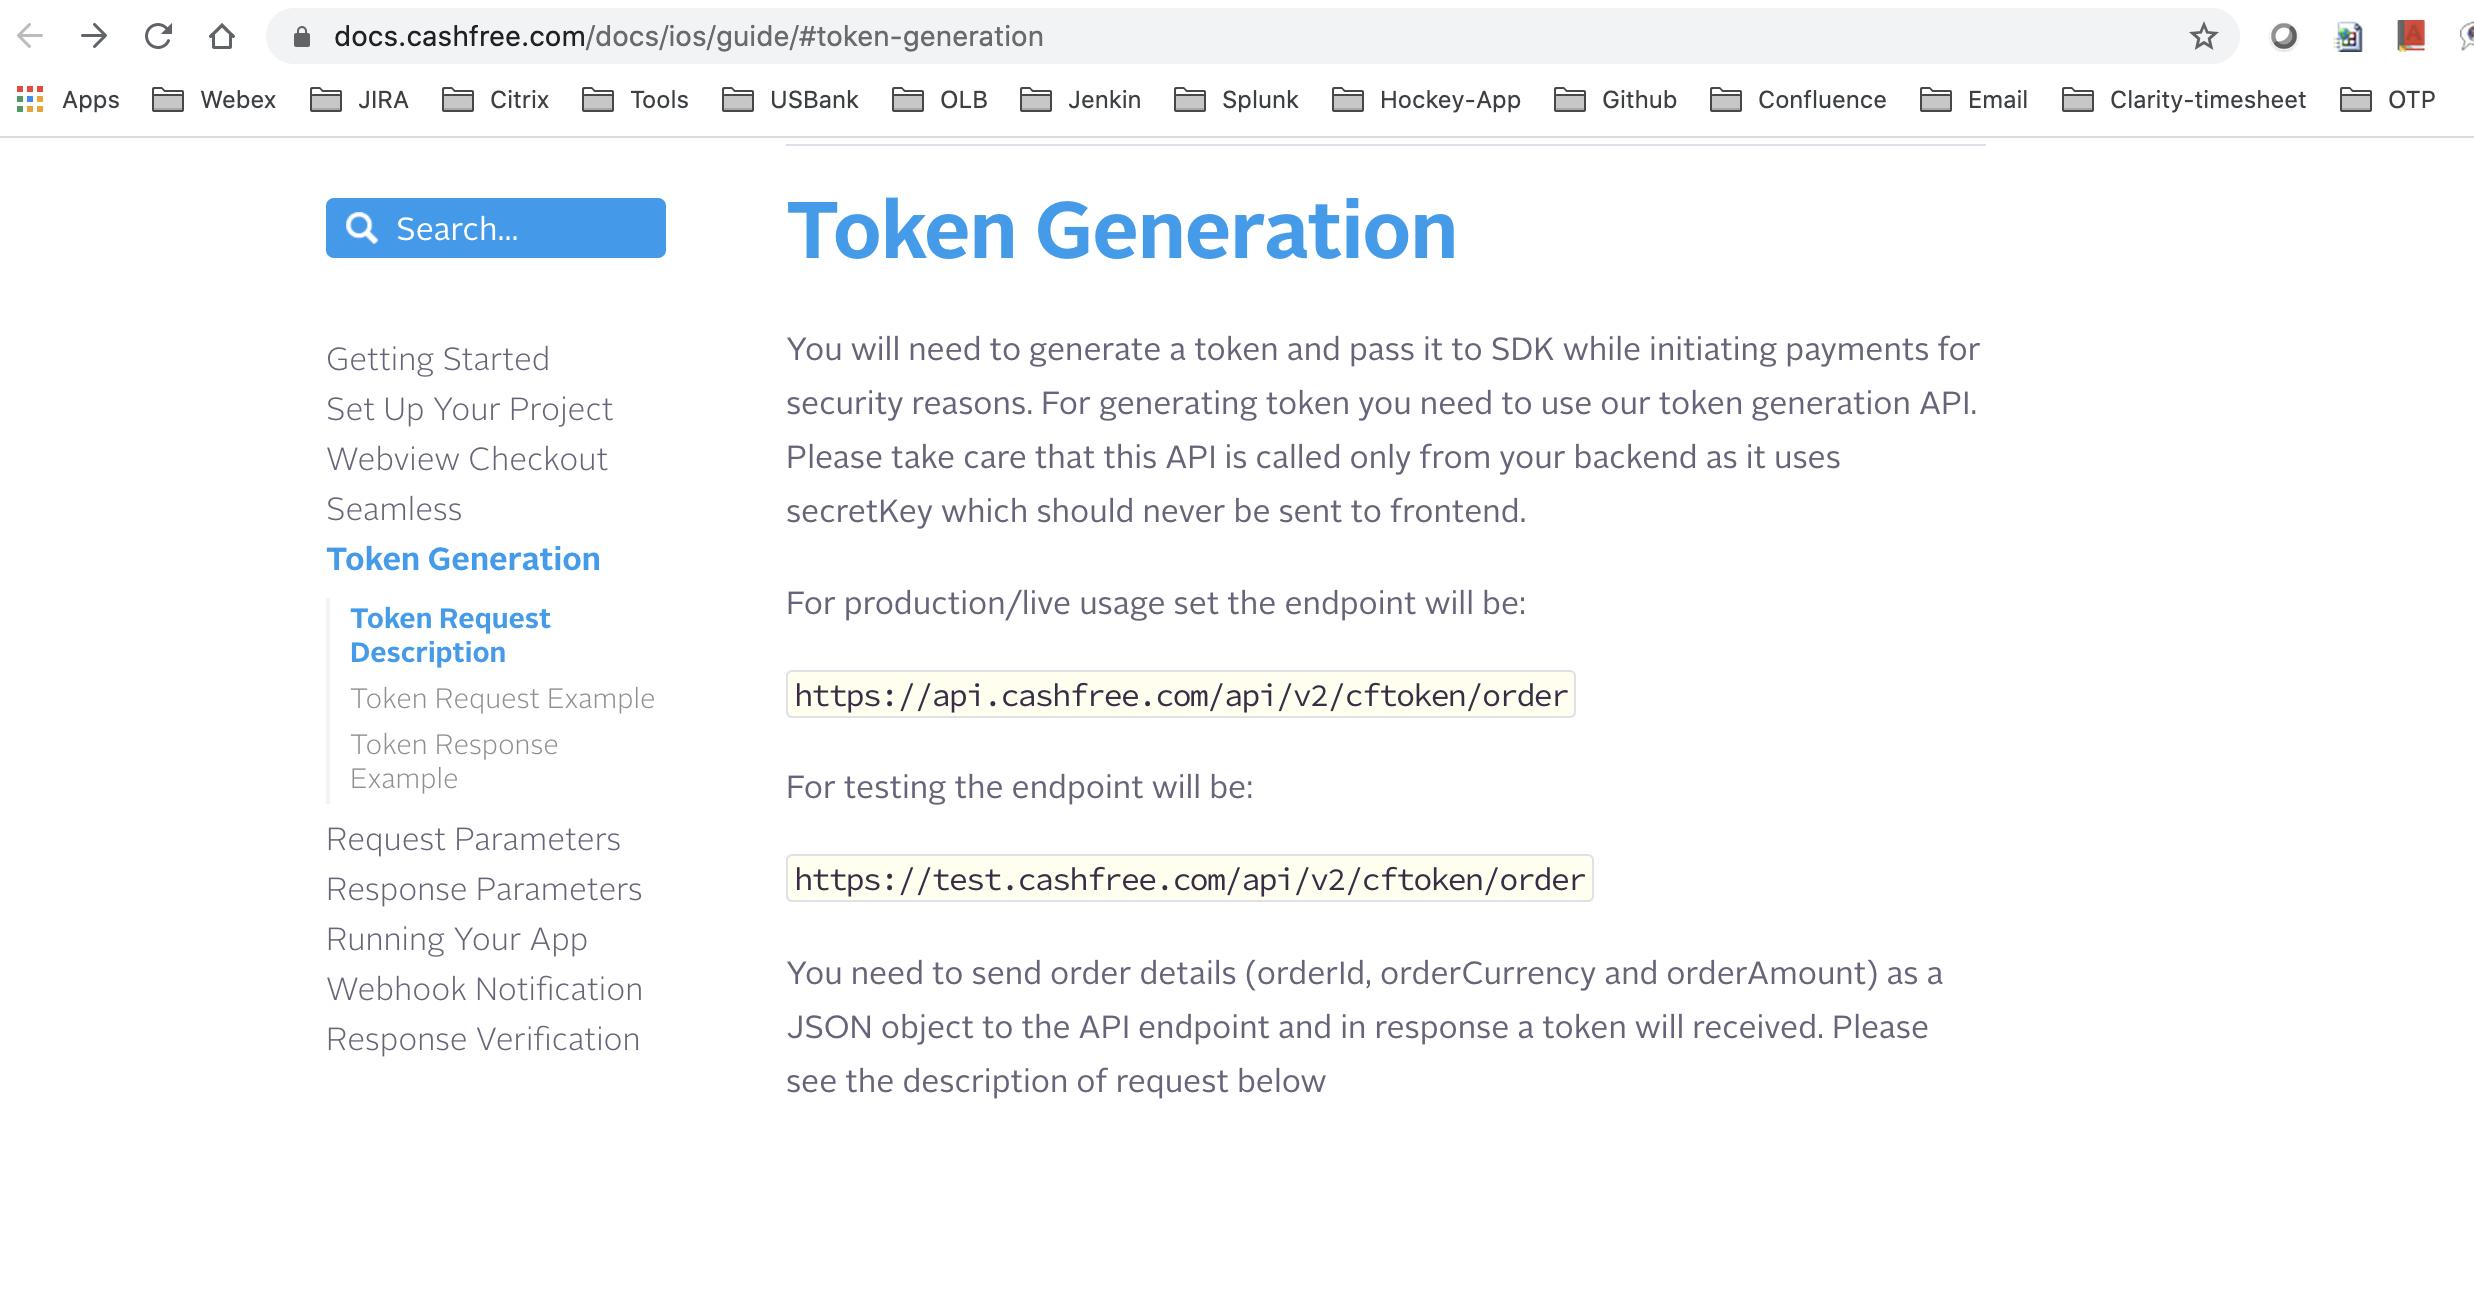 docs.cashfree.com/docs/ios/guide/#token-generation
Apps Webex JIRA Citrix Tools USBank OLB Jenkin Splunk Hockey-App Github Confluence Email Clarity-timesheet OTP
Search...
Getting Started
Set Up Your Project
Webview Checkout
Seamless
Token Generation
Token Request
Description
Token Request Example
Token Response
Example
Request Parameters
Response Parameters
Running Your App
Webhook Notification
Response Verification
Token Generation
You will need to generate a token and pass it to SDK while initiating payments for
security reasons. For generating token you need to use our token generation API.
Please take care that this API is called only from your backend as it uses
secretKey which should never be sent to frontend.
For production/live usage set the endpoint will be:
https://api.cashfree.com/api/v2/cftoken/order
For testing the endpoint will be:
https://test.cashfree.com/api/v2/cftoken/order
You need to send order details (orderId, orderCurrency and orderAmount) as a
JSON object to the API endpoint and in response a token will received. Please
see the description of request below